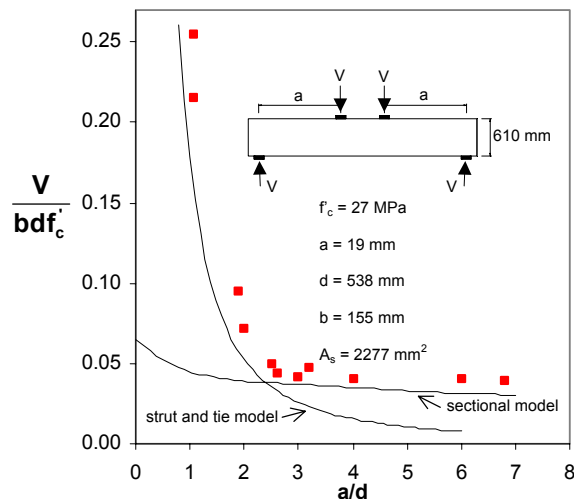 0.25
0.20
0.15
0.10
0.05
0.00
V
bdf'c
0 1 2 3 4 5 6 7 8
a/d
V V
a a
610 mm
V V
f'c = 27 MPa
a = 19 mm
d = 538 mm
b = 155 mm
As = 2277 mm²
sectional model
strut and tie model